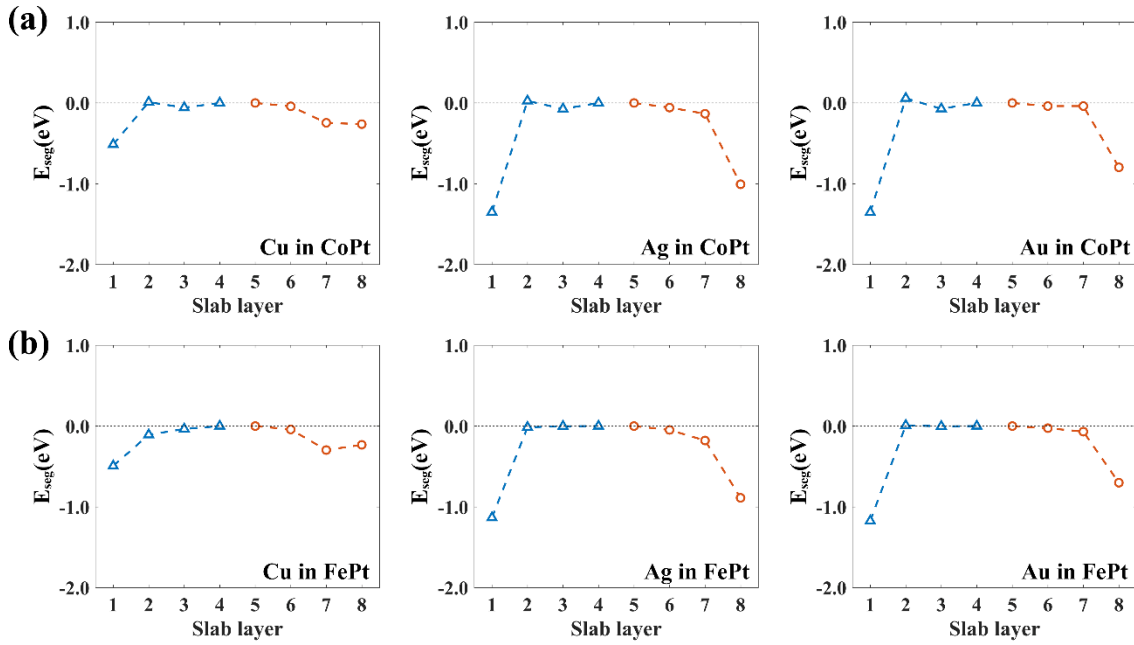 (a)
1.0
0.0
-1.0
-2.0
E_seg(eV)
1 2 3 4 5 6 7 8
Slab layer
Cu in CoPt
1.0
0.0
-1.0
-2.0
E_seg(eV)
1 2 3 4 5 6 7 8
Slab layer
Ag in CoPt
1.0
0.0
-1.0
-2.0
E_seg(eV)
1 2 3 4 5 6 7 8
Slab layer
Au in CoPt
(b)
1.0
0.0
-1.0
-2.0
E_seg(eV)
1 2 3 4 5 6 7 8
Slab layer
Cu in FePt
1.0
0.0
-1.0
-2.0
E_seg(eV)
1 2 3 4 5 6 7 8
Slab layer
Ag in FePt
1.0
0.0
-1.0
-2.0
E_seg(eV)
1 2 3 4 5 6 7 8
Slab layer
Au in FePt